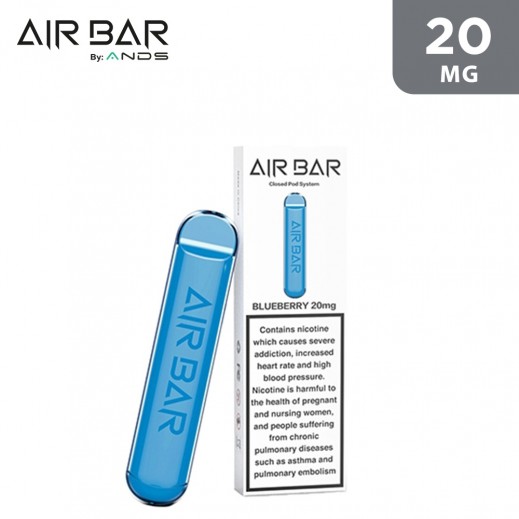 AIR BAR
By: ANDS
20
MG
AIR BAR
AIR BAR
Closed Pod System
AIR BAR
BLUEBERRY 20mg
Contains nicotine
which causes severe
addiction, increased
heart rate and high
blood pressure.
Nicotine is harmful to
the health of pregnant
and nursing women,
and people suffering
from chronic
pulmonary diseases
such as asthma and
pulmonary embolism